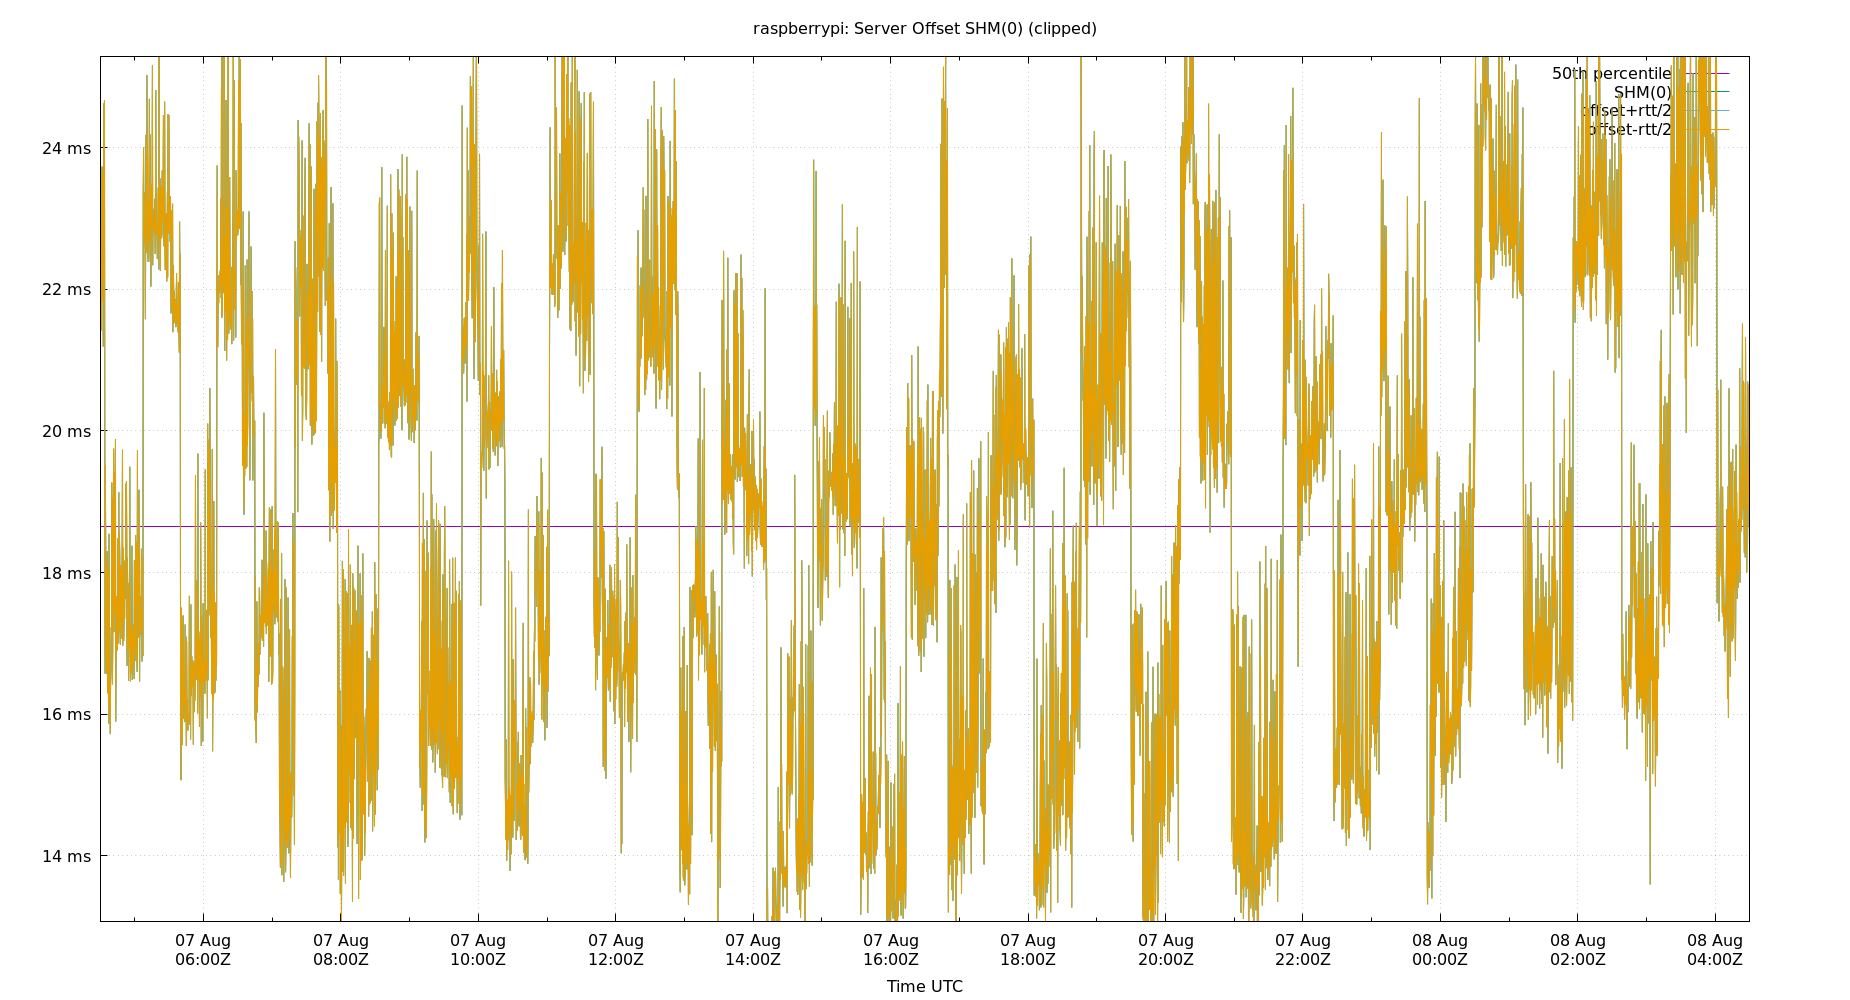 raspberrypi: Server Offset SHM(0) (clipped)
50th percentile
SHM(0)
offset+rtt/2
offset-rtt/2
24 ms
22 ms
20 ms
18 ms
16 ms
14 ms
07 Aug 07 Aug 07 Aug 07 Aug 07 Aug 07 Aug 07 Aug 07 Aug 07 Aug 08 Aug 08 Aug 08 Aug
06:00Z 08:00Z 10:00Z 12:00Z 14:00Z 16:00Z 18:00Z 20:00Z 22:00Z 00:00Z 02:00Z 04:00Z
Time UTC